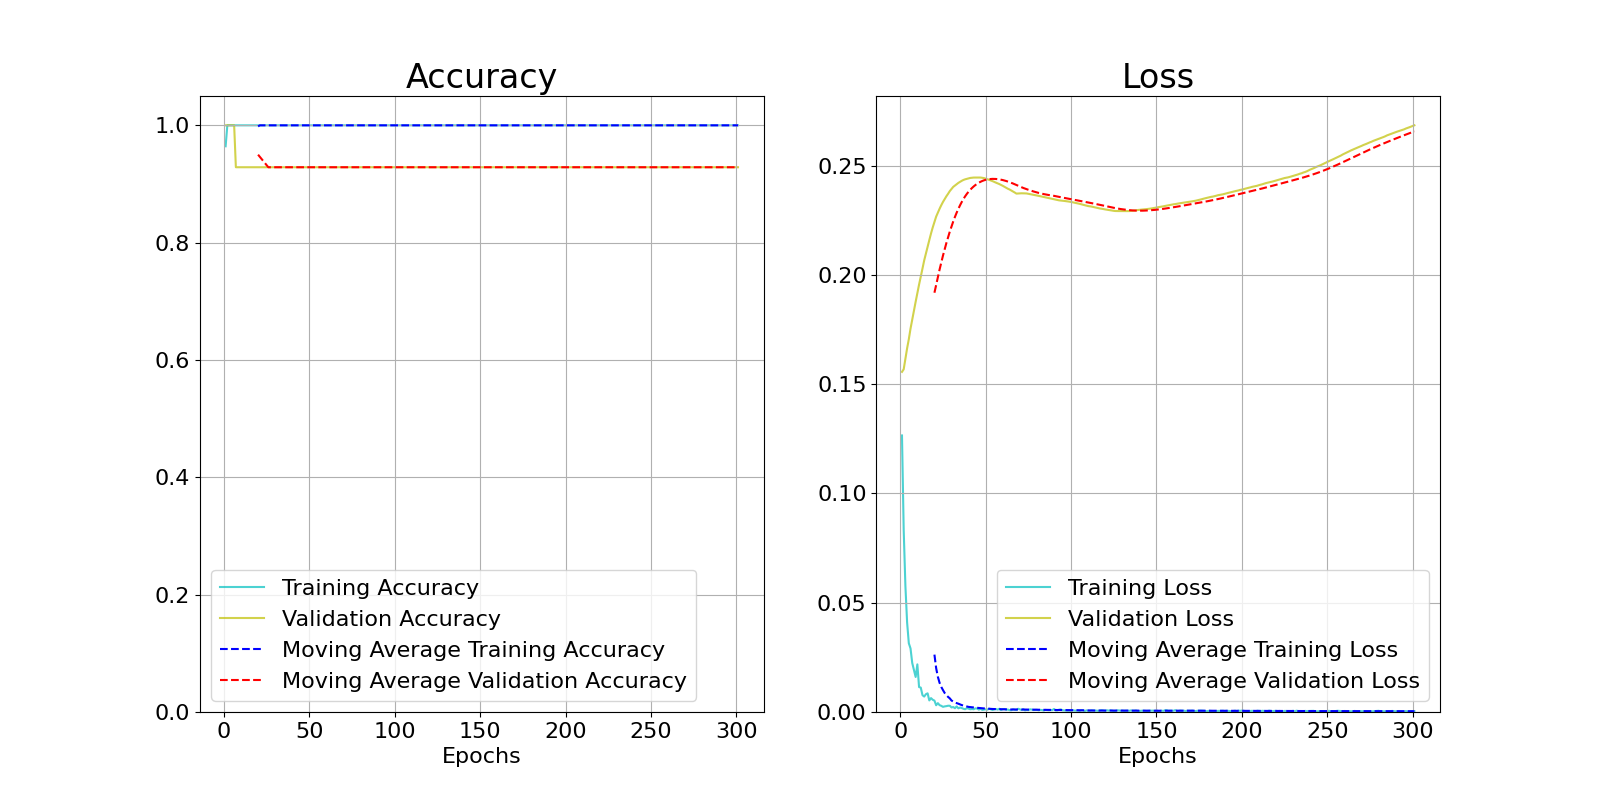 Accuracy
1.0
0.8
0.6
0.4
0.2
0.0
0 50 100 150 200 250 300
Epochs
Training Accuracy
Validation Accuracy
Moving Average Training Accuracy
Moving Average Validation Accuracy
Loss
0.25
0.20
0.15
0.10
0.05
0.00
0 50 100 150 200 250 300
Epochs
Training Loss
Validation Loss
Moving Average Training Loss
Moving Average Validation Loss